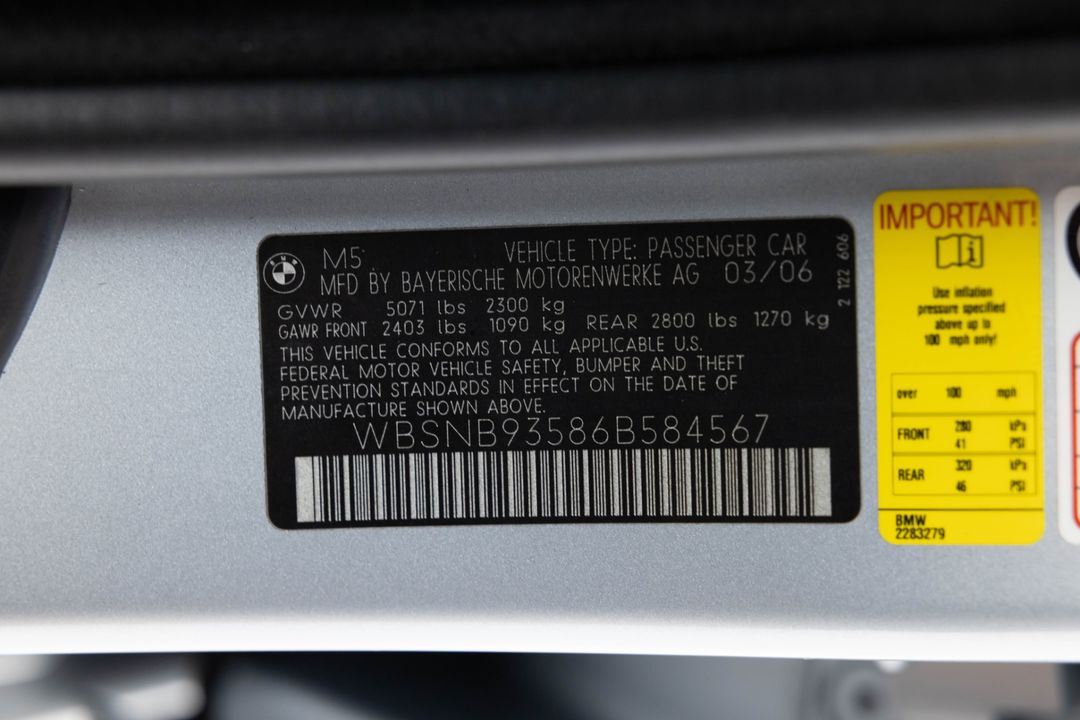 BMW
M5
VEHICLE TYPE: PASSENGER CAR
MFD BY BAYERISCHE MOTORENWERKE AG 03/06
2 122 606
GVWR 5071 lbs 2300 kg
GAWR FRONT 2403 lbs 1090 kg REAR 2800 lbs 1270 kg
THIS VEHICLE CONFORMS TO ALL APPLICABLE U.S.
FEDERAL MOTOR VEHICLE SAFETY, BUMPER AND THEFT
PREVENTION STANDARDS IN EFFECT ON THE DATE OF
MANUFACTURE SHOWN ABOVE.
WBSNB93586B584567
IMPORTANT!
Use inflation
pressure specified
above up to
100 mph only!
over 100 mph
FRONT 280 kPa
41 PSI
REAR 320 kPa
46 PSI
BMW
2283279